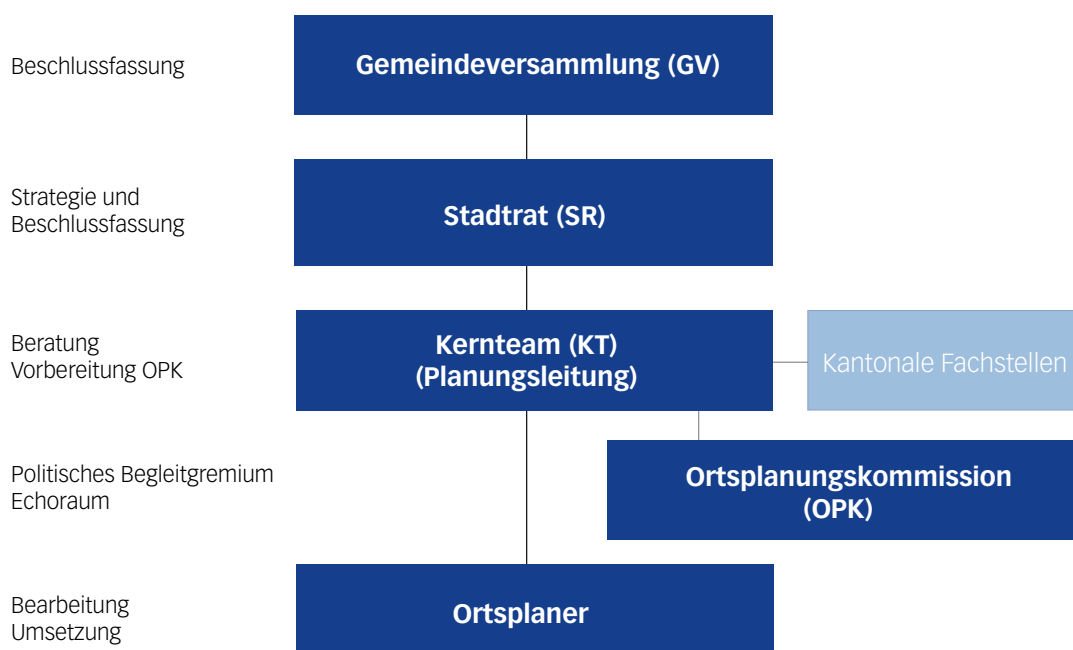 Beschlussfassung
Gemeindeversammlung (GV)
Strategie und
Beschlussfassung
Stadtrat (SR)
Beratung
Vorbereitung OPK
Kernteam (KT)
(Planungsleitung)
Kantonale Fachstellen
Politisches Begleitgremium
Echoraum
Ortsplanungskommission
(OPK)
Bearbeitung
Umsetzung
Ortsplaner